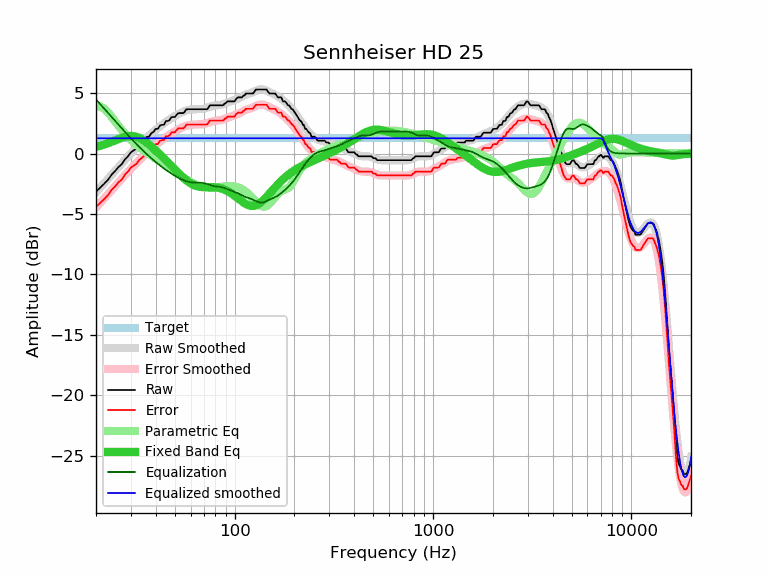 Sennheiser HD 25
Amplitude (dBr)
5
0
−5
−10
−15
−20
−25
Target
Raw Smoothed
Error Smoothed
Raw
Error
Parametric Eq
Fixed Band Eq
Equalization
Equalized smoothed
100
1000
10000
Frequency (Hz)